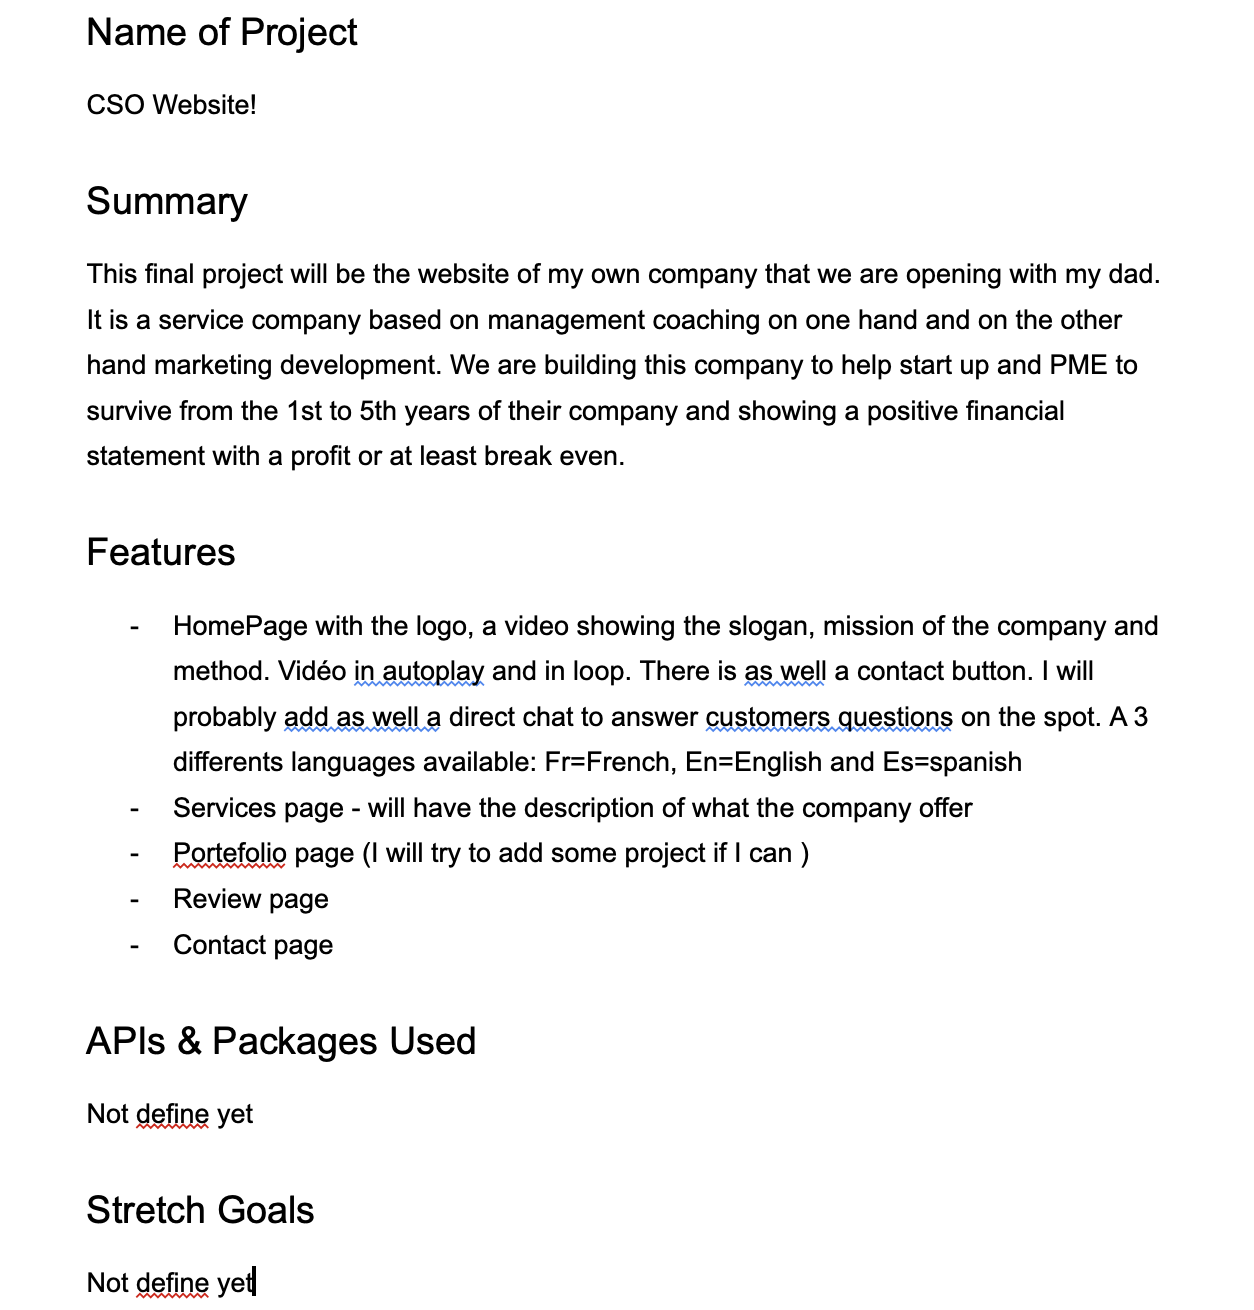 Name of Project
CSO Website!
Summary
This final project will be the website of my own company that we are opening with my dad.
It is a service company based on management coaching on one hand and on the other
hand marketing development. We are building this company to help start up and PME to
survive from the 1st to 5th years of their company and showing a positive financial
statement with a profit or at least break even.
Features
- HomePage with the logo, a video showing the slogan, mission of the company and
method. Vidéo in autoplay and in loop. There is as well a contact button. I will
probably add as well a direct chat to answer customers questions on the spot. A 3
differents languages available: Fr=French, En=English and Es=spanish
- Services page - will have the description of what the company offer
- Portefolio page (I will try to add some project if I can )
- Review page
- Contact page
APIs & Packages Used
Not define yet
Stretch Goals
Not define yet